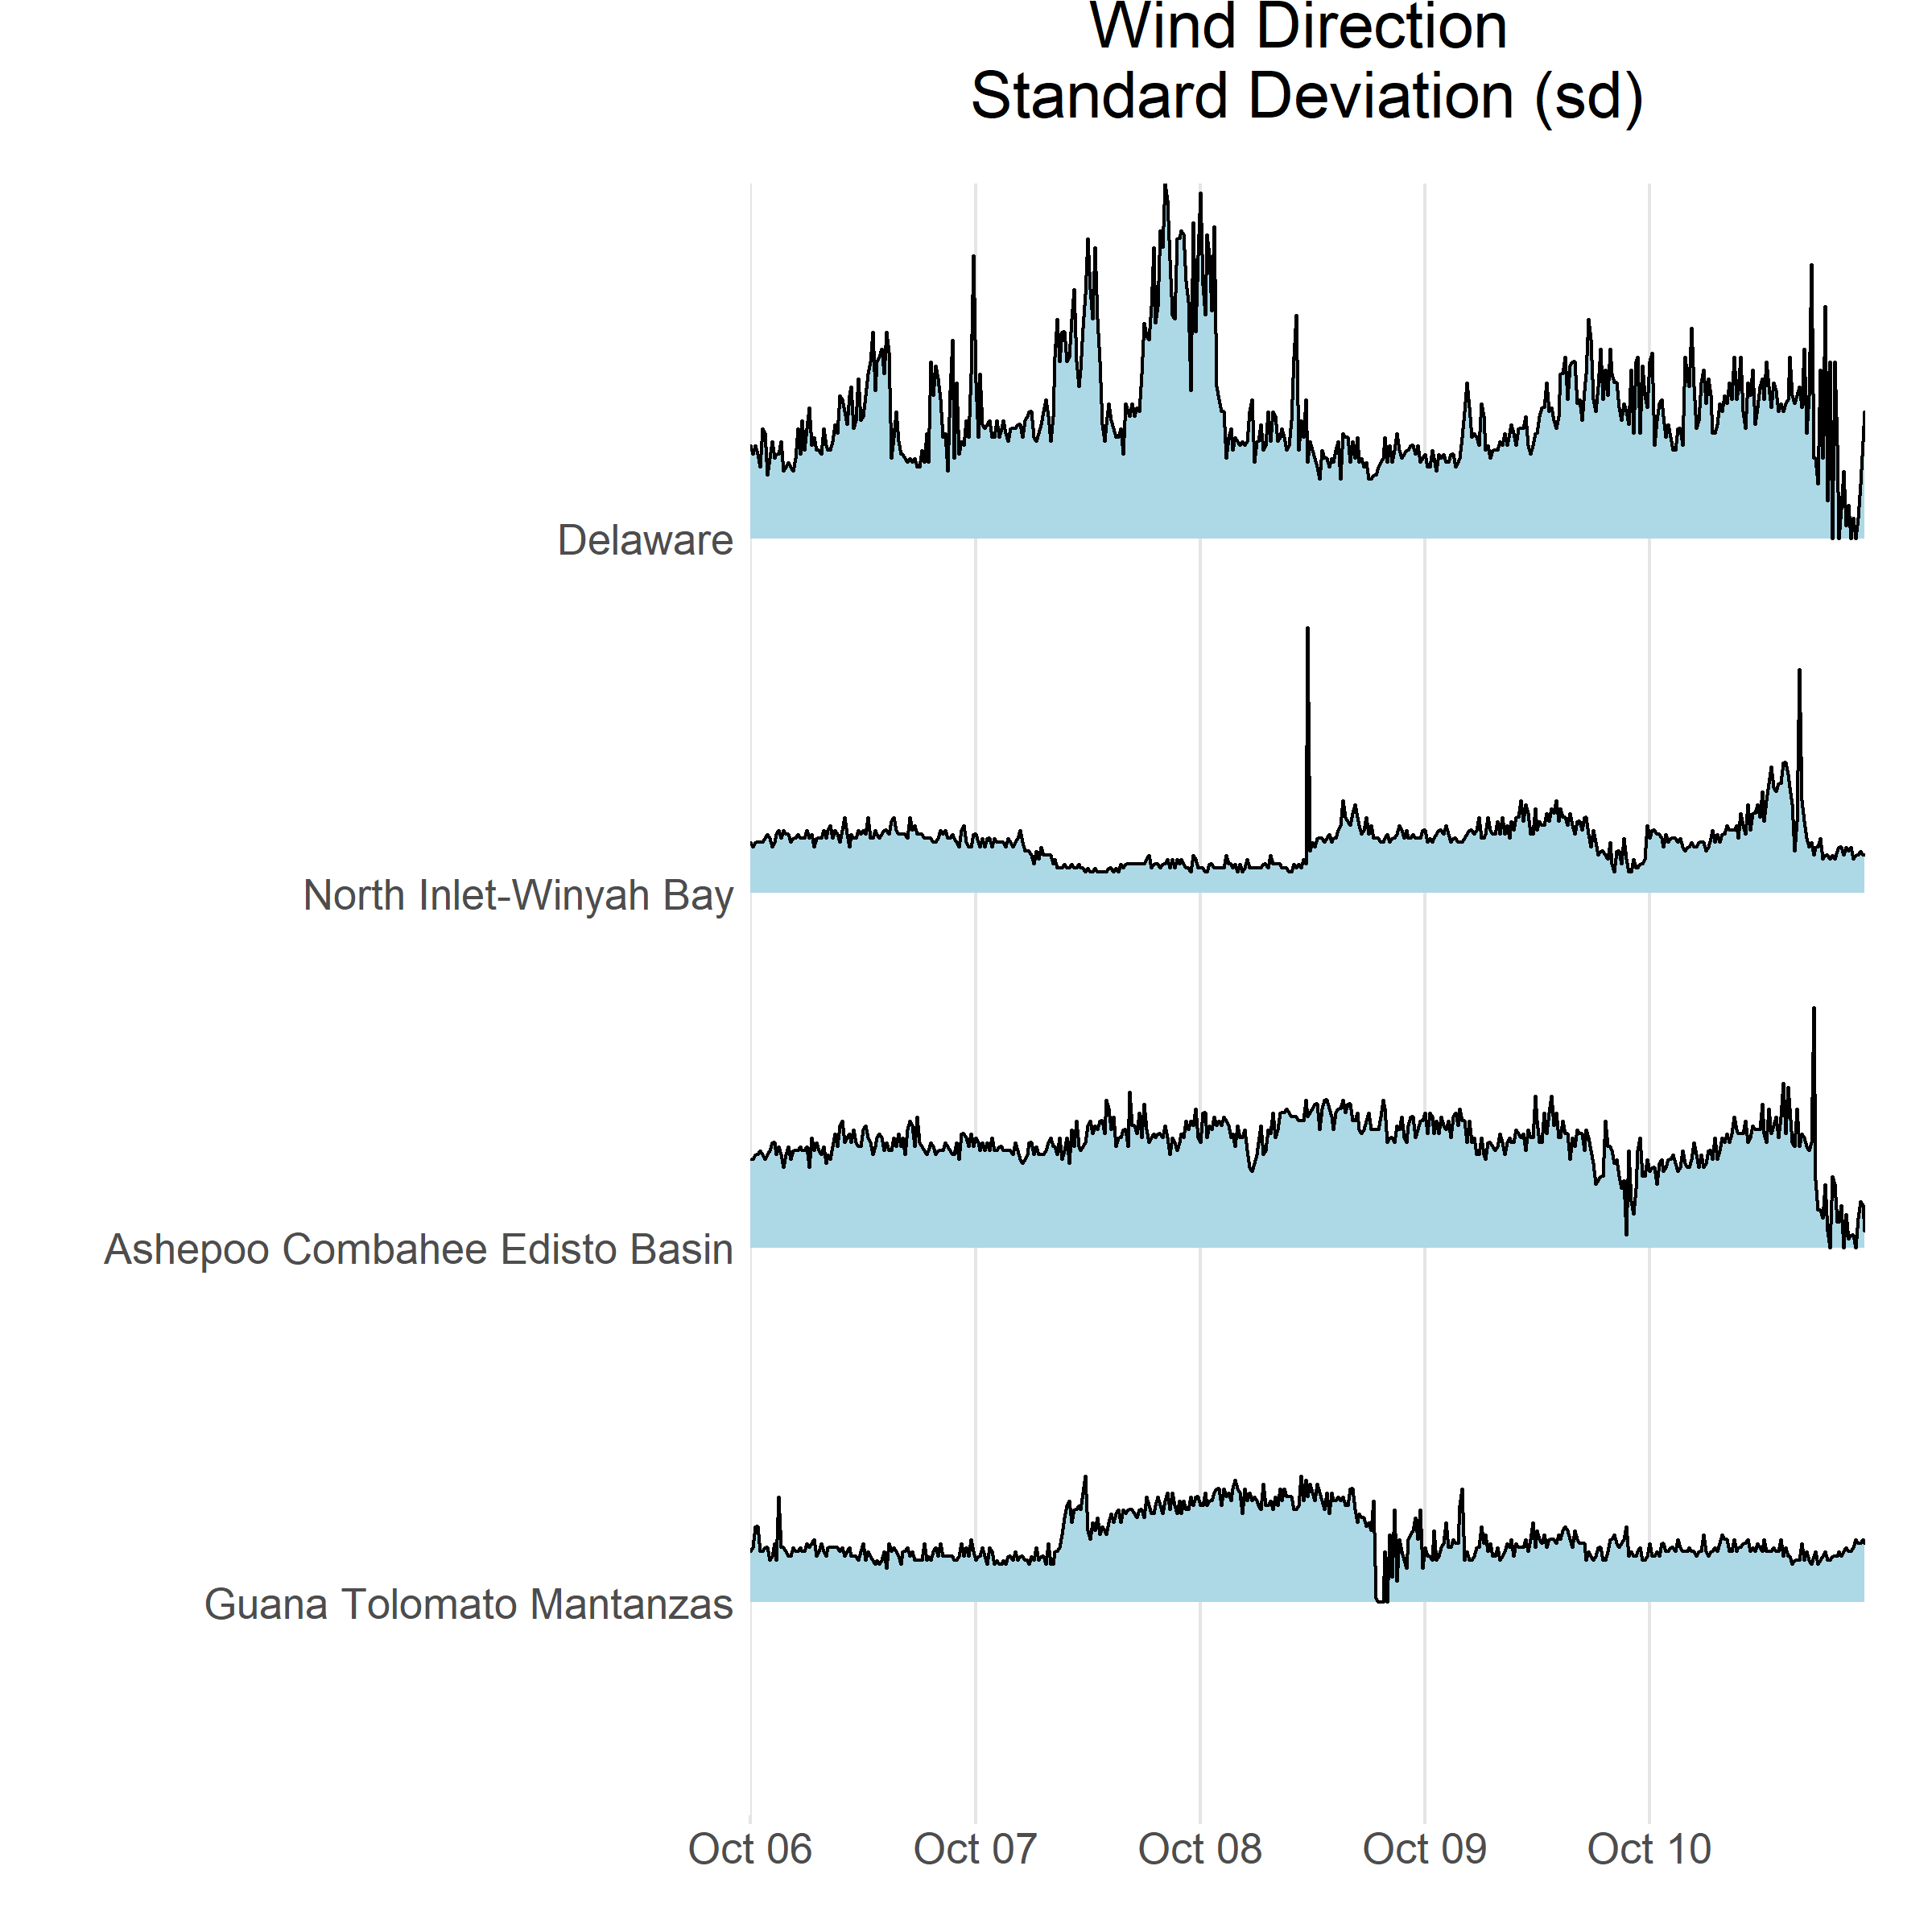 Wind Direction
Standard Deviation (sd)
Delaware
North Inlet-Winyah Bay
Ashepoo Combahee Edisto Basin
Guana Tolomato Mantanzas
Oct 06 Oct 07 Oct 08 Oct 09 Oct 10